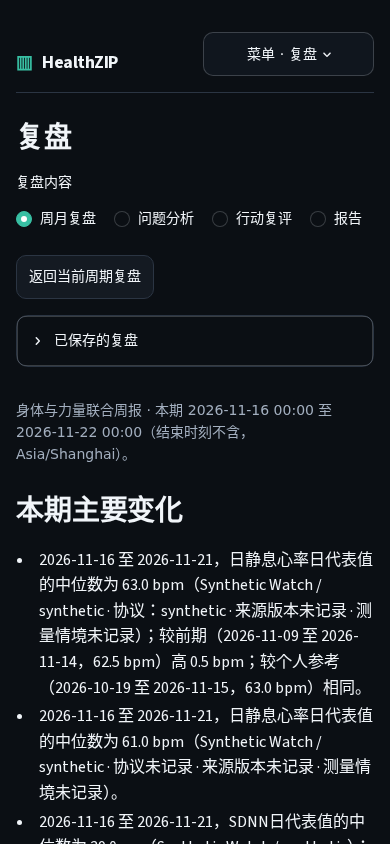 HealthZIP
菜单 · 复盘
复盘
复盘内容
周月复盘
问题分析
行动复评
报告
返回当前周期复盘
已保存的复盘
身体与力量联合周报 · 本期 2026-11-16 00:00 至
2026-11-22 00:00（结束时刻不含，
Asia/Shanghai）。
本期主要变化
2026-11-16 至 2026-11-21，日静息心率日代表值
的中位数为 63.0 bpm（Synthetic Watch /
synthetic · 协议：synthetic · 来源版本未记录 · 测
量情境未记录）；较前期（2026-11-09 至 2026-
11-14，62.5 bpm）高 0.5 bpm；较个人参考
（2026-10-19 至 2026-11-15，63.0 bpm）相同。
2026-11-16 至 2026-11-21，日静息心率日代表值
的中位数为 61.0 bpm（Synthetic Watch /
synthetic · 协议未记录 · 来源版本未记录 · 测量情
境未记录）。
2026-11-16 至 2026-11-21，SDNN日代表值的中